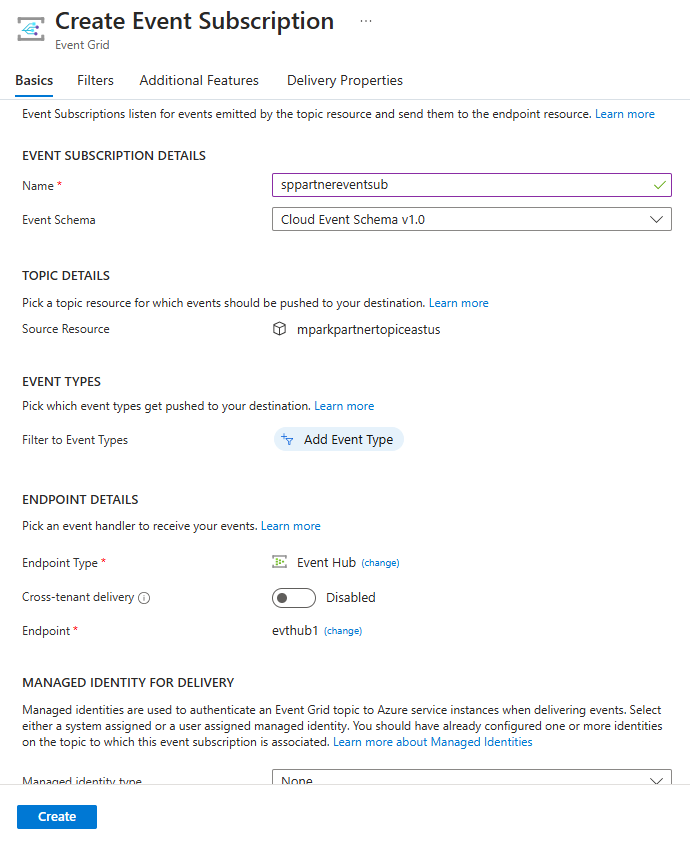 Create Event Subscription ...
Event Grid
Basics Filters Additional Features Delivery Properties
Event Subscriptions listen for events emitted by the topic resource and send them to the endpoint resource. Learn more
EVENT SUBSCRIPTION DETAILS
Name * sppartnereventsub
Event Schema Cloud Event Schema v1.0
TOPIC DETAILS
Pick a topic resource for which events should be pushed to your destination. Learn more
Source Resource mparkpartnertopiceastus
EVENT TYPES
Pick which event types get pushed to your destination. Learn more
Filter to Event Types Add Event Type
ENDPOINT DETAILS
Pick an event handler to receive your events. Learn more
Endpoint Type * Event Hub (change)
Cross-tenant delivery Disabled
Endpoint * evthub1 (change)
MANAGED IDENTITY FOR DELIVERY
Managed identities are used to authenticate an Event Grid topic to Azure service instances when delivering events. Select
either a system assigned or a user assigned managed identity. You should have already configured one or more identities
on the topic to which this event subscription is associated. Learn more about Managed Identities
Managed identity type None
Create